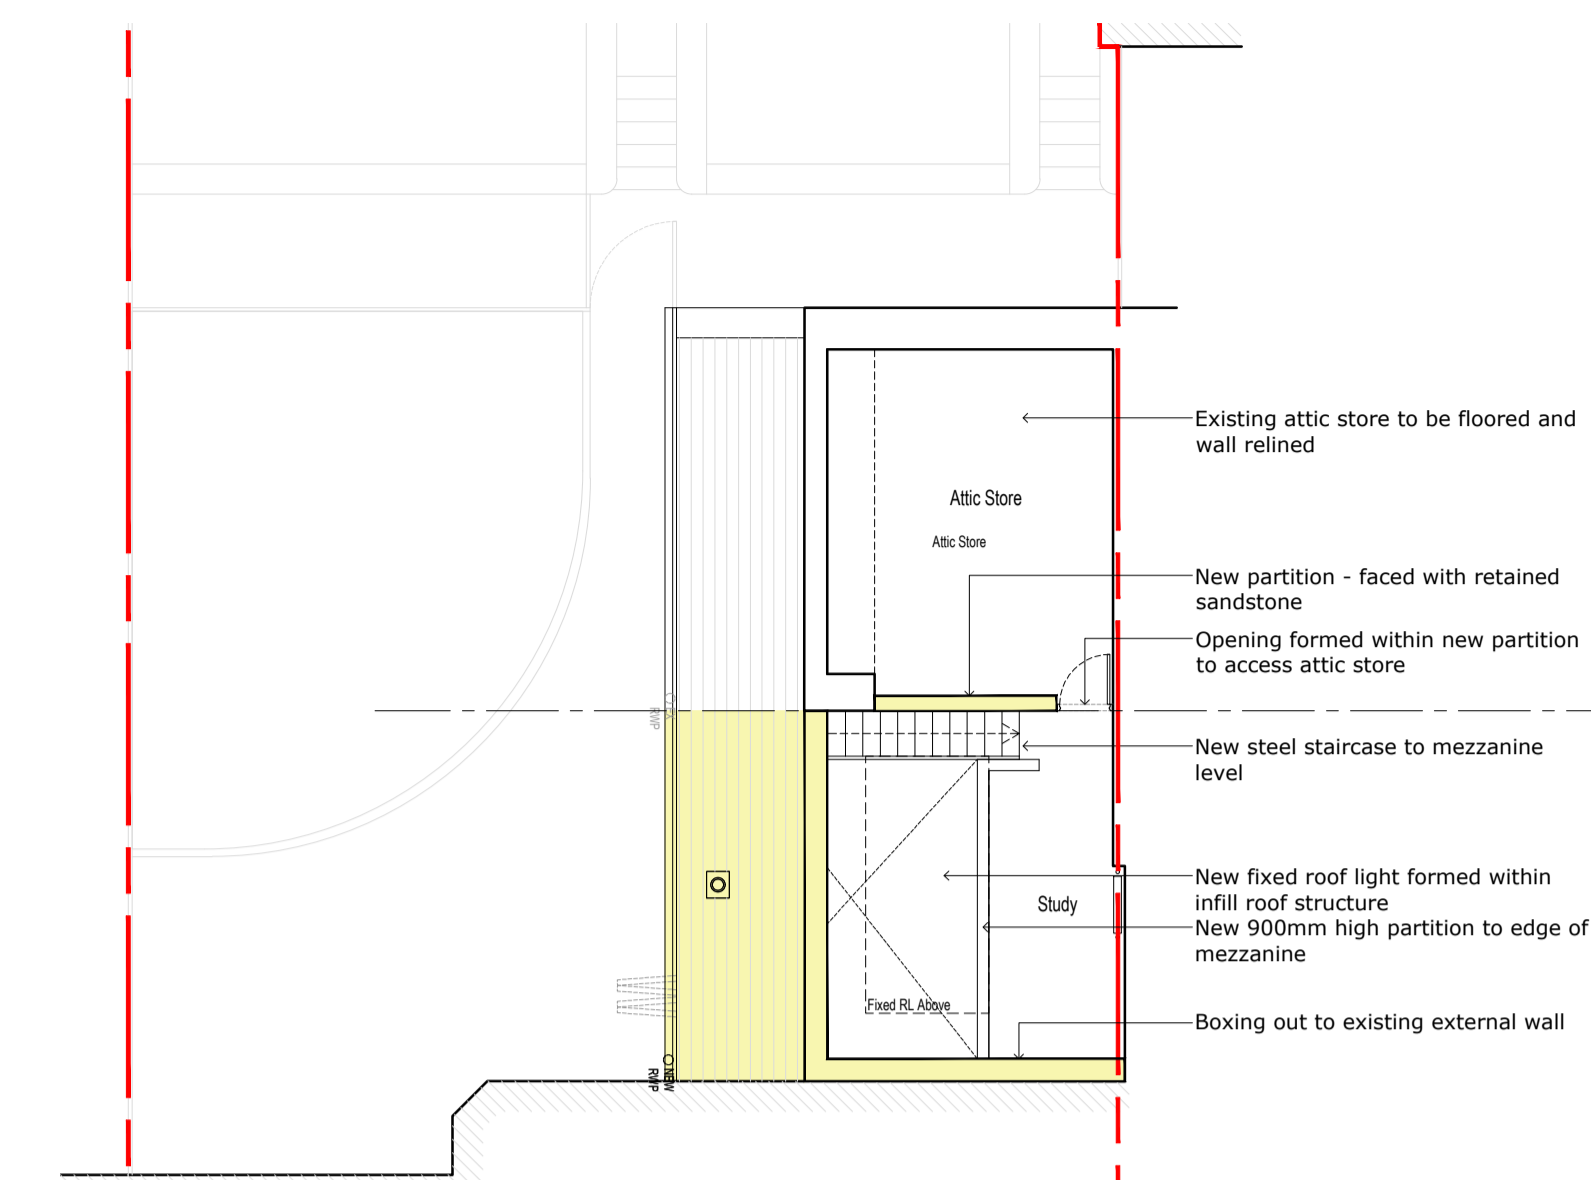 Existing attic store to be floored and
wall relined
Attic Store
Attic Store
New partition - faced with retained
sandstone
Opening formed within new partition
to access attic store
EX
RWP
New steel staircase to mezzanine
level
New fixed roof light formed within
infill roof structure
Study
New 900mm high partition to edge of
mezzanine
Fixed RL Above
Boxing out to existing external wall
NEW
RWP